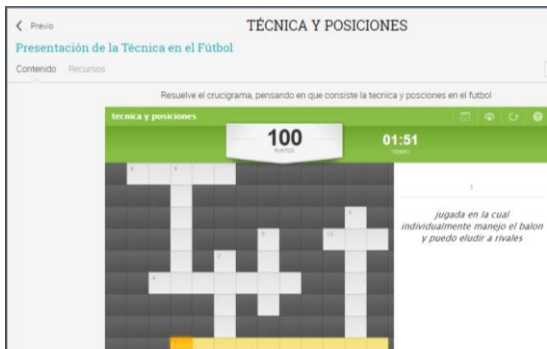 Previo
TÉCNICA Y POSICIONES
Presentación de la Técnica en el Fútbol
Contenido Recursos
Resuelve el crucigrama, pensando en que consiste la tecnica y posciones en el futbol
tecnica y posiciones
100
PUNTOS
01:51
TIEMPO
1
jugada en la cual
individualmente manejo el balon
y puedo eludir a rivales